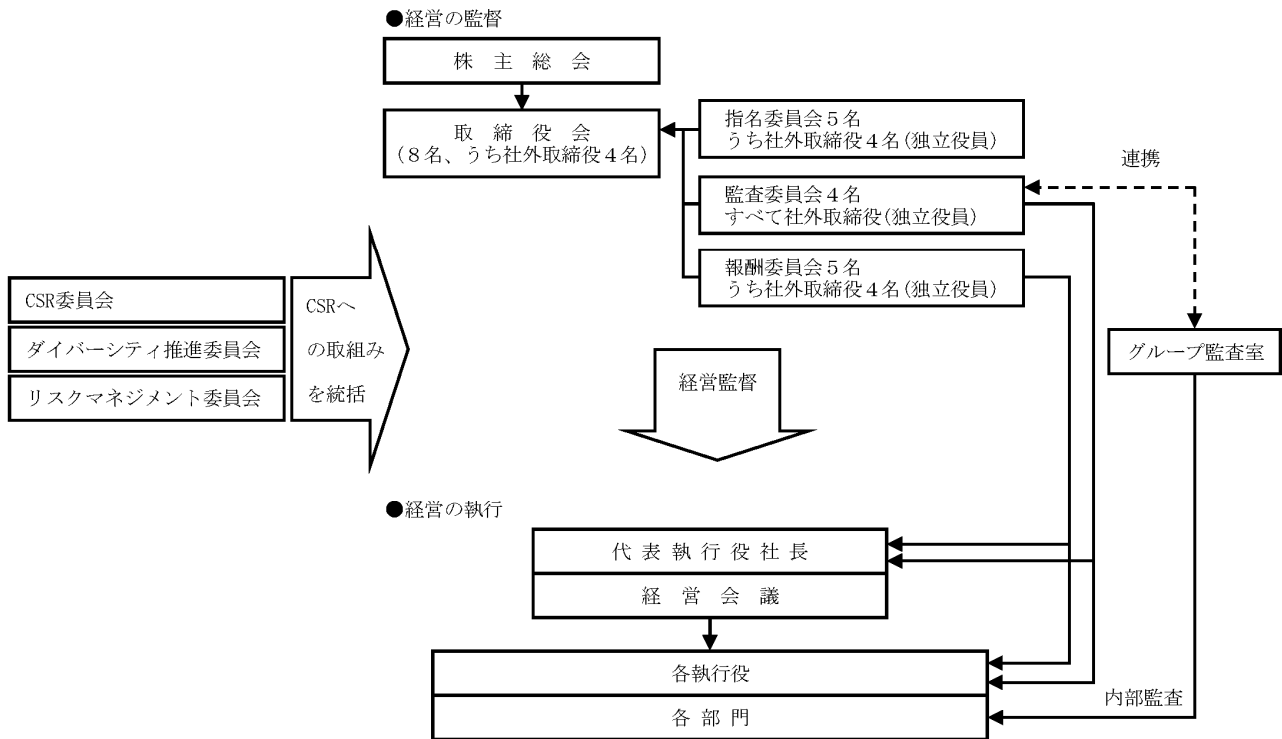 ●経営の監督
株主総会
取締役会
(８名、うち社外取締役４名)
指名委員会５名
うち社外取締役４名(独立役員)
連携
監査委員会４名
すべて社外取締役(独立役員)
報酬委員会５名
うち社外取締役４名(独立役員)
CSR委員会
ダイバーシティ推進委員会
リスクマネジメント委員会
CSRへ
の取組み
を統括
グループ監査室
経営監督
●経営の執行
代表執行役社長
経営会議
各執行役
各部門
内部監査